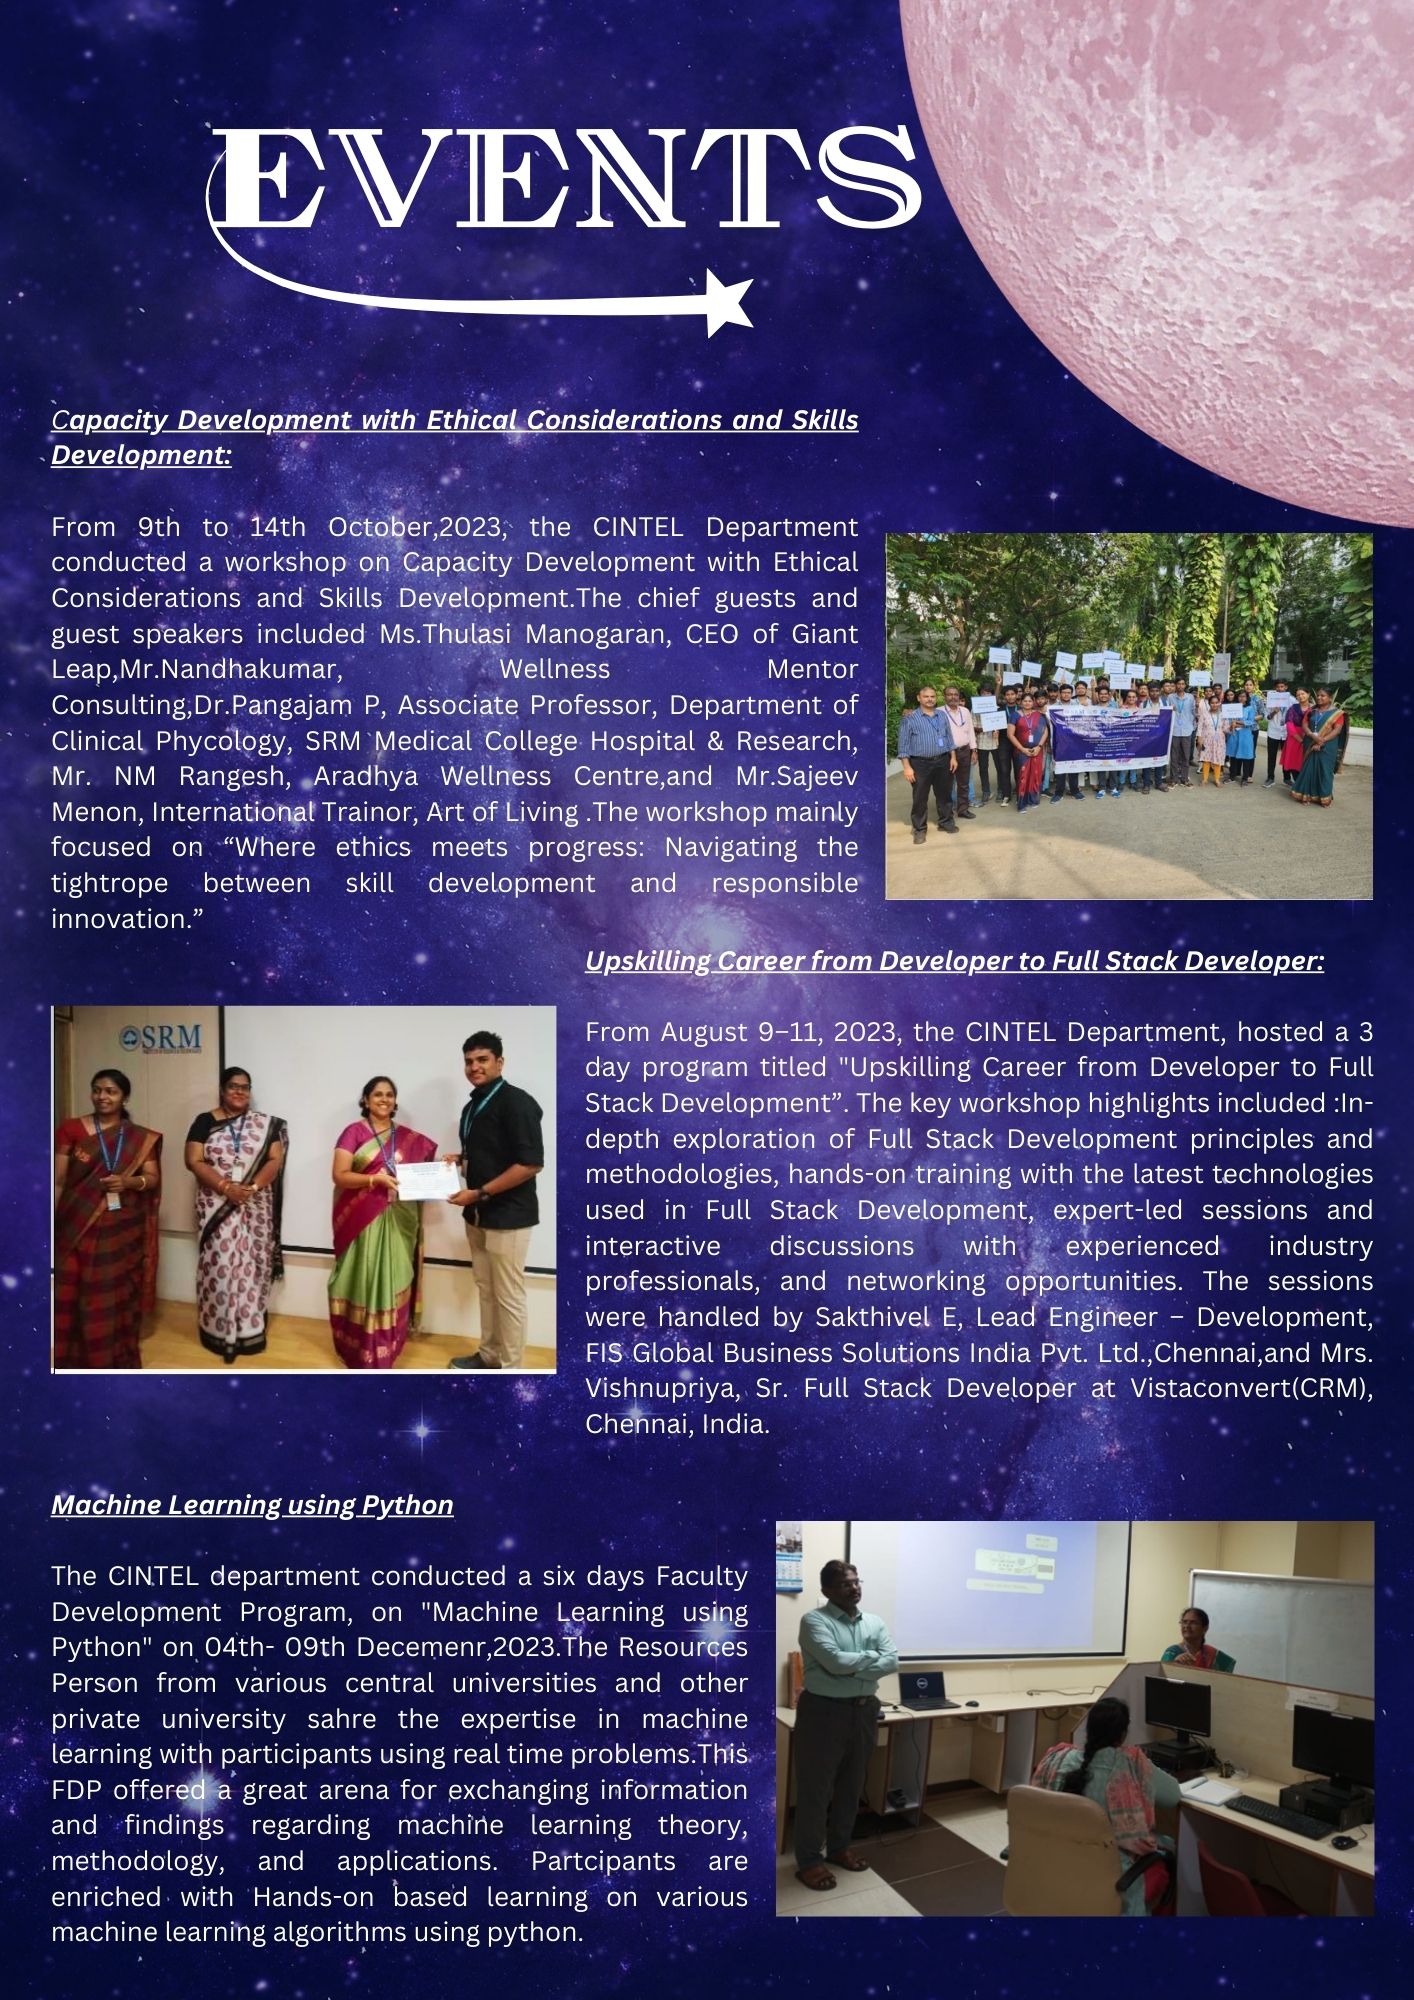 EVENTS
Capacity Development with Ethical Considerations and Skills
Development:
From 9th to 14th October,2023, the CINTEL Department
conducted a workshop on Capacity Development with Ethical
Considerations and Skills Development.The chief guests and
guest speakers included Ms.Thulasi Manogaran, CEO of Giant
Leap,Mr.Nandhakumar, Wellness Mentor
Consulting,Dr.Pangajam P, Associate Professor, Department of
Clinical Phycology, SRM Medical College Hospital & Research,
Mr. NM Rangesh, Aradhya Wellness Centre,and Mr.Sajeev
Menon, International Trainor, Art of Living .The workshop mainly
focused on “Where ethics meets progress: Navigating the
tightrope between skill development and responsible
innovation.”
Upskilling Career from Developer to Full Stack Developer:
SRM
From August 9–11, 2023, the CINTEL Department, hosted a 3
day program titled "Upskilling Career from Developer to Full
Stack Development”. The key workshop highlights included :In-
depth exploration of Full Stack Development principles and
methodologies, hands-on training with the latest technologies
used in Full Stack Development, expert-led sessions and
interactive discussions with experienced industry
professionals, and networking opportunities. The sessions
were handled by Sakthivel E, Lead Engineer – Development,
FIS Global Business Solutions India Pvt. Ltd.,Chennai,and Mrs.
Vishnupriya, Sr. Full Stack Developer at Vistaconvert(CRM),
Chennai, India.
Machine Learning using Python
The CINTEL department conducted a six days Faculty
Development Program, on "Machine Learning using
Python" on 04th- 09th Decemenr,2023.The Resources
Person from various central universities and other
private university sahre the expertise in machine
learning with participants using real time problems.This
FDP offered a great arena for exchanging information
and findings regarding machine learning theory,
methodology, and applications. Partcipants are
enriched with Hands-on based learning on various
machine learning algorithms using python.